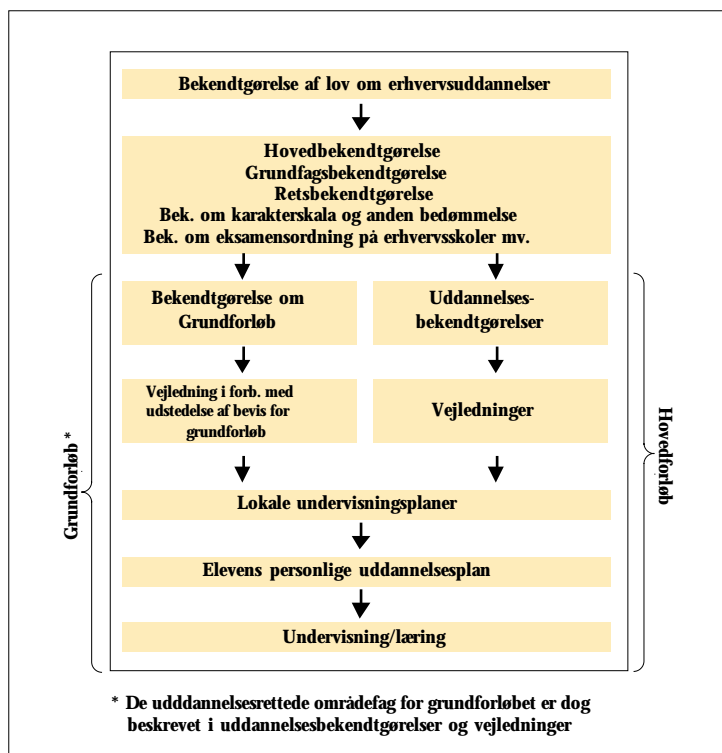 Bekendtgørelse af lov om erhvervsuddannelser
Hovedbekendtgørelse
Grundfagsbekendtgørelse
Retsbekendtgørelse
Bek. om karakterskala og anden bedømmelse
Bek. om eksamensordning på erhvervsskoler mv.
Bekendtgørelse om
Grundforløb
Uddannelses-
bekendtgørelser
Vejledning i forb. med
udstedelse af bevis for
grundforløb
Vejledninger
Grundforløb *
Hovedforløb
Lokale undervisningsplaner
Elevens personlige uddannelsesplan
Undervisning/læring
* De udddannelsesrettede områdefag for grundforløbet er dog
beskrevet i uddannelsesbekendtgørelser og vejledninger